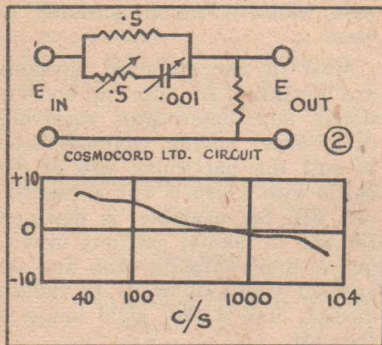 .5
E IN
.5
.001
E OUT
COSMOCORD LTD. CIRCUIT
2
+10
0
-10
40 100 1000 10⁴
C/S